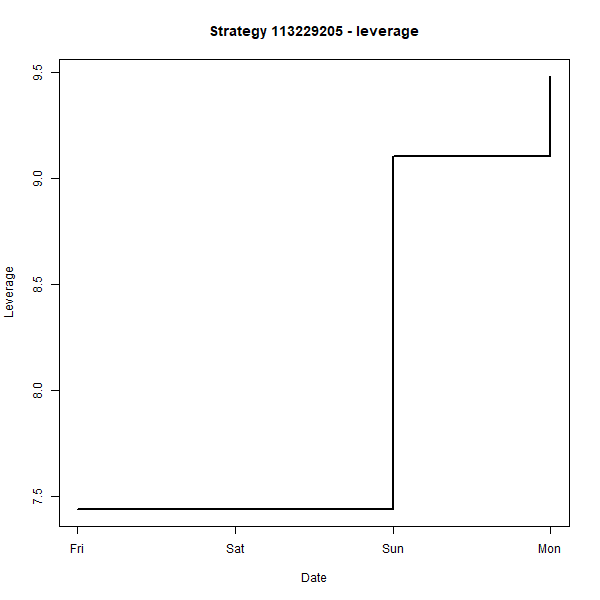 Strategy 113229205 - leverage
Leverage
9.5
9.0
8.5
8.0
7.5
Fri Sat Sun Mon
Date